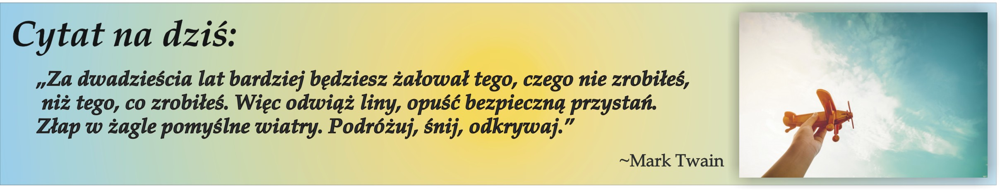 Cytat na dziś:
„Za dwadzieścia lat bardziej będziesz żałował tego, czego nie zrobiłeś,
niż tego, co zrobiłeś. Więc odwiąż liny, opuść bezpieczną przystań.
Złap w żagle pomyślne wiatry. Podróżuj, śnij, odkrywaj.”
~Mark Twain